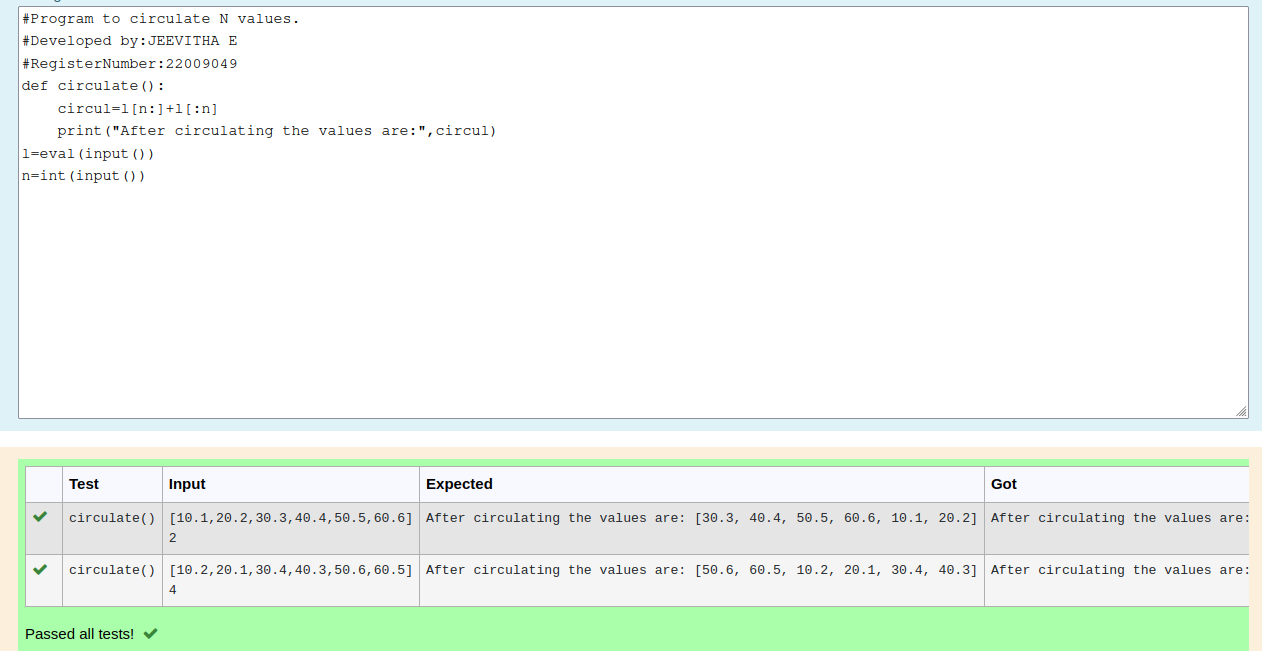 #Program to circulate N values.
#Developed by:JEEVITHA E
#RegisterNumber:22009049
def circulate():
    circul=l[n:]+l[:n]
    print("After circulating the values are:",circul)
l=eval(input())
n=int(input())
Test Input Expected Got
circulate() [10.1,20.2,30.3,40.4,50.5,60.6] After circulating the values are: [30.3, 40.4, 50.5, 60.6, 10.1, 20.2] After circulating the values are:
2
circulate() [10.2,20.1,30.4,40.3,50.6,60.5] After circulating the values are: [50.6, 60.5, 10.2, 20.1, 30.4, 40.3] After circulating the values are:
4
Passed all tests!